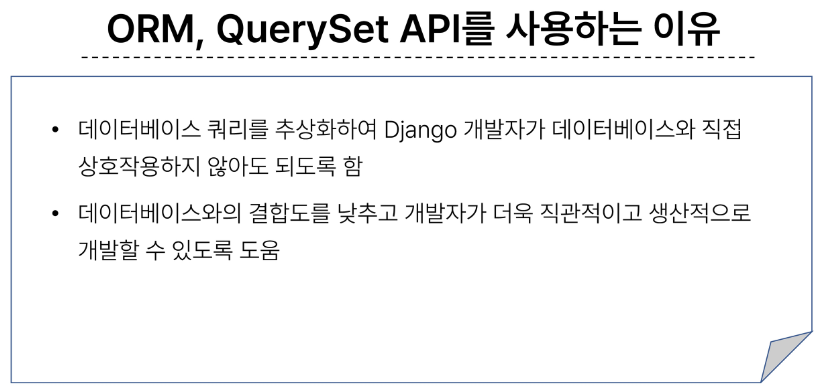 ORM, QuerySet API를 사용하는 이유
• 데이터베이스 쿼리를 추상화하여 Django 개발자가 데이터베이스와 직접
상호작용하지 않아도 되도록 함
• 데이터베이스와의 결합도를 낮추고 개발자가 더욱 직관적이고 생산적으로
개발할 수 있도록 도움